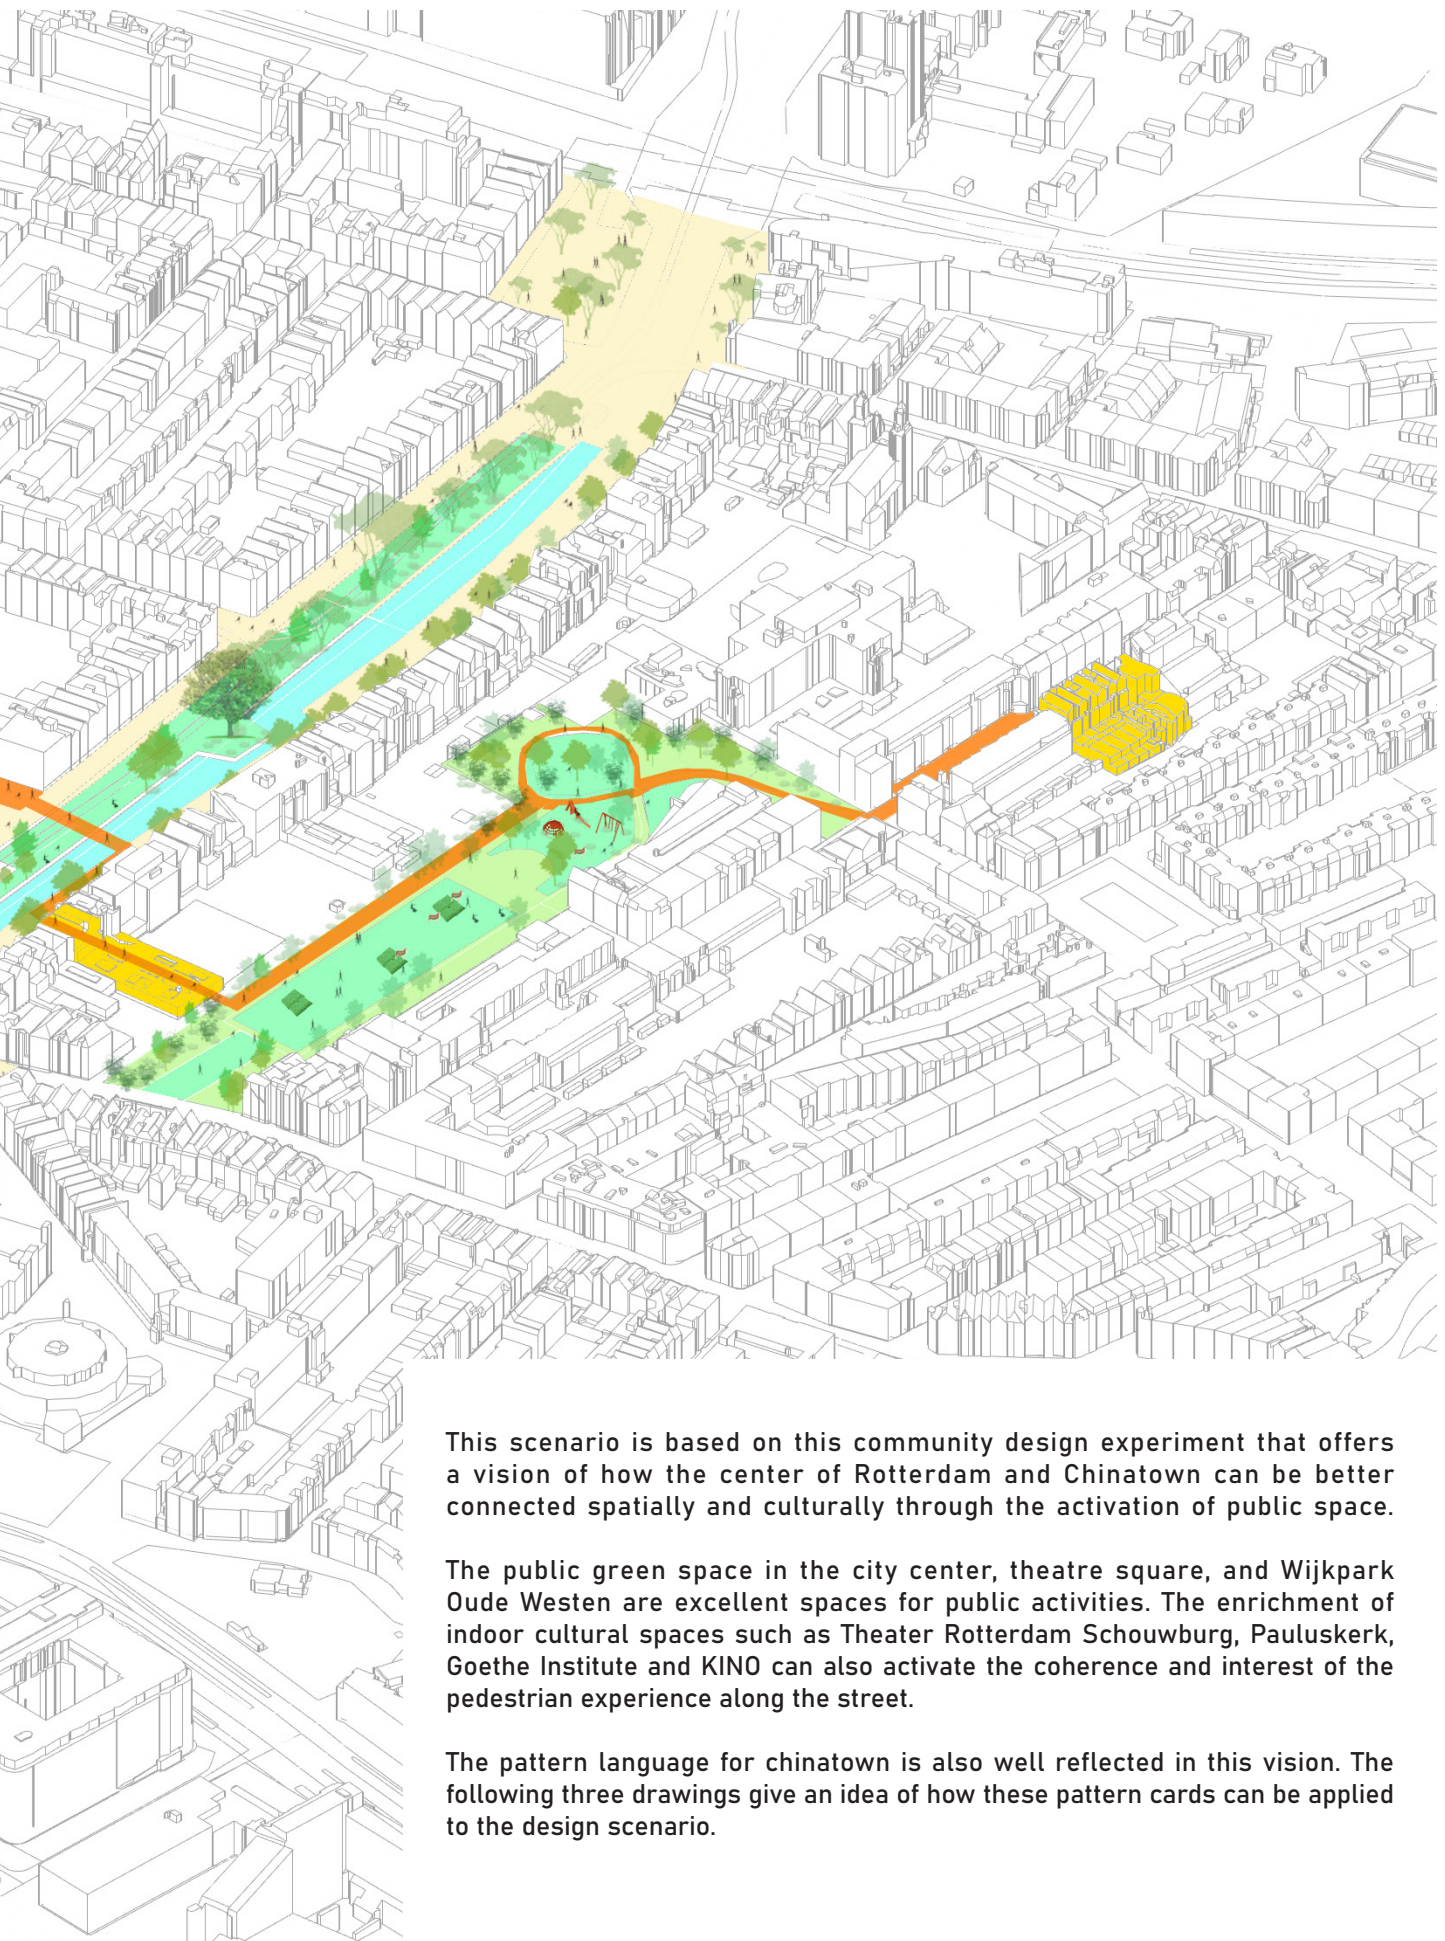 This scenario is based on this community design experiment that offers
a vision of how the center of Rotterdam and Chinatown can be better
connected spatially and culturally through the activation of public space.
The public green space in the city center, theatre square, and Wijkpark
Oude Westen are excellent spaces for public activities. The enrichment of
indoor cultural spaces such as Theater Rotterdam Schouwburg, Pauluskerk,
Goethe Institute and KINO can also activate the coherence and interest of the
pedestrian experience along the street.
The pattern language for chinatown is also well reflected in this vision. The
following three drawings give an idea of how these pattern cards can be applied
to the design scenario.